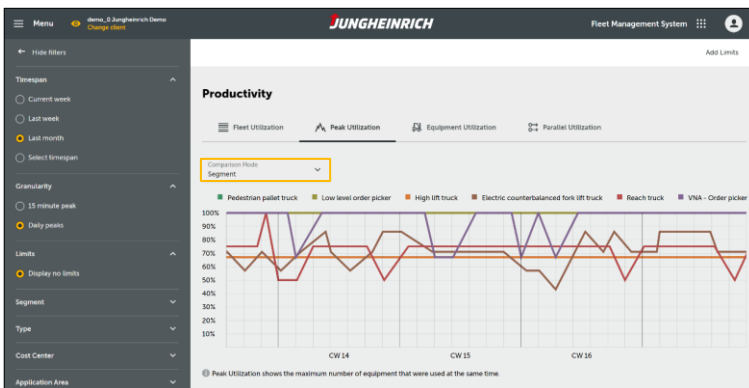 Menu
demo_0 Jungheinrich Demo
Change client
JUNGHEINRICH
Fleet Management System
Hide filters
Add Limits
Timespan
Current week
Last week
Last month
Select timespan
Granularity
15 minute peak
Daily peaks
Limits
Display no limits
Segment
Type
Cost Center
Application Area
Productivity
Fleet Utilization
Peak Utilization
Equipment Utilization
Parallel Utilization
Comparison Mode
Segment
Pedestrian pallet truck
Low level order picker
High lift truck
Electric counterbalanced fork lift truck
Reach truck
VNA - Order picker
100%
90%
80%
70%
60%
50%
40%
30%
20%
10%
CW 14
CW 15
CW 16
Peak Utilization shows the maximum number of equipment that were used at the same time.